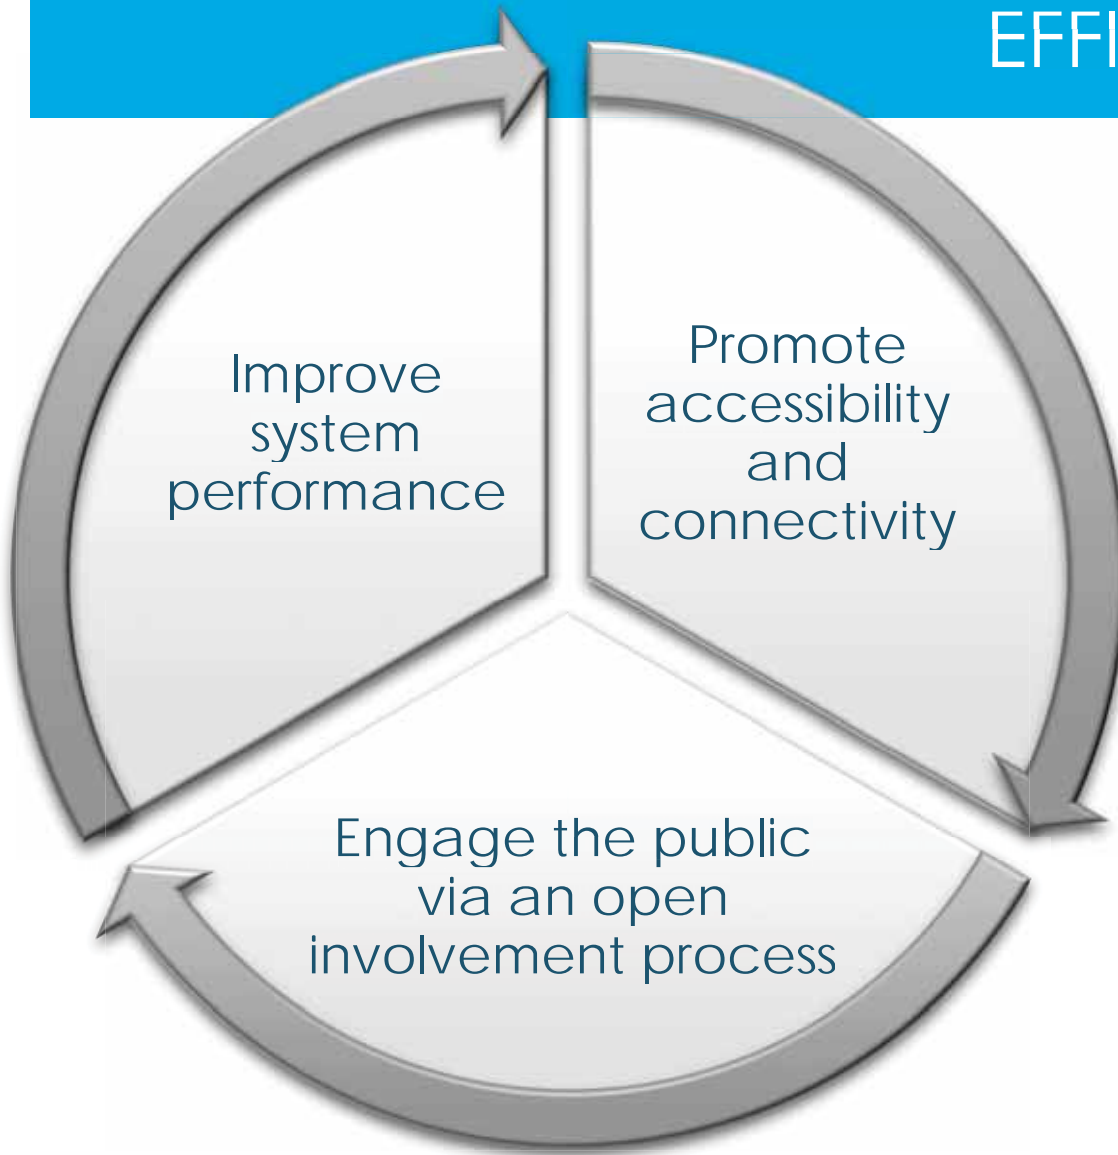 EFFI
Improve
system
performance
Promote
accessibility
and
connectivity
Engage the public
via an open
involvement process